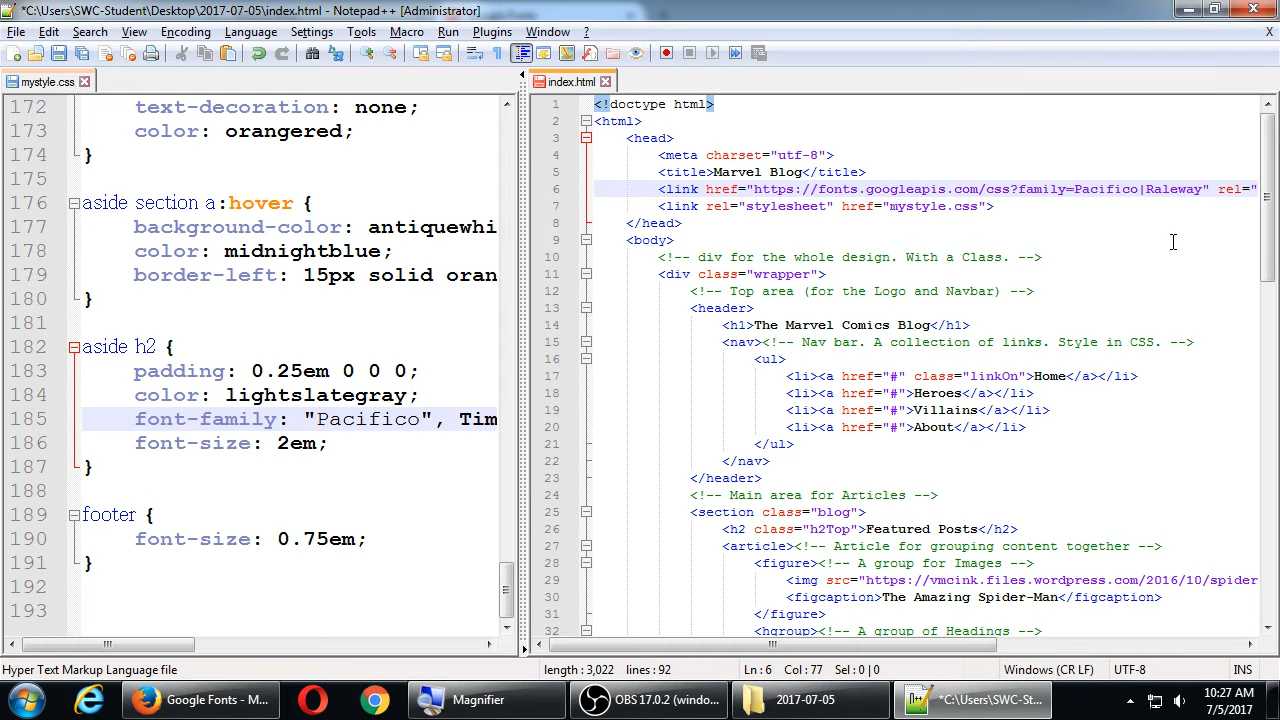 *C:\Users\SWC-Student\Desktop\2017-07-05\index.html - Notepad++ [Administrator]
File Edit Search View Encoding Language Settings Tools Macro Run Plugins Window ? X
mystyle.css
172 text-decoration: none;
173 color: orangered;
174 }
175
176 aside section a:hover {
177 background-color: antiquewhi
178 color: midnightblue;
179 border-left: 15px solid oran
180 }
181
182 aside h2 {
183 padding: 0.25em 0 0 0;
184 color: lightslategray;
185 font-family: "Pacifico", Tim
186 font-size: 2em;
187 }
188
189 footer {
190 font-size: 0.75em;
191 }
192
193
index.html
1 <!doctype html>
2 <html>
3 <head>
4 <meta charset="utf-8">
5 <title>Marvel Blog</title>
6 <link href="https://fonts.googleapis.com/css?family=Pacifico|Raleway" rel="
7 <link rel="stylesheet" href="mystyle.css">
8 </head>
9 <body>
10 <!-- div for the whole design. With a Class. -->
11 <div class="wrapper">
12 <!-- Top area (for the Logo and Navbar) -->
13 <header>
14 <h1>The Marvel Comics Blog</h1>
15 <nav><!-- Nav bar. A collection of links. Style in CSS. -->
16 <ul>
17 <li><a href="#" class="linkOn">Home</a></li>
18 <li><a href="#">Heroes</a></li>
19 <li><a href="#">Villains</a></li>
20 <li><a href="#">About</a></li>
21 </ul>
22 </nav>
23 </header>
24 <!-- Main area for Articles -->
25 <section class="blog">
26 <h2 class="h2Top">Featured Posts</h2>
27 <article><!-- Article for grouping content together -->
28 <figure><!-- A group for Images -->
29 <img src="https://vmcink.files.wordpress.com/2016/10/spider
30 <figcaption>The Amazing Spider-Man</figcaption>
31 </figure>
32 <hgroup><!-- A group of Headings -->
Hyper Text Markup Language file length : 3,022 lines : 92 Ln : 6 Col : 77 Sel : 0 | 0 Windows (CR LF) UTF-8 INS
Google Fonts - M... Magnifier OBS 17.0.2 (windo... 2017-07-05 *C:\Users\SWC-St... 10:27 AM
7/5/2017